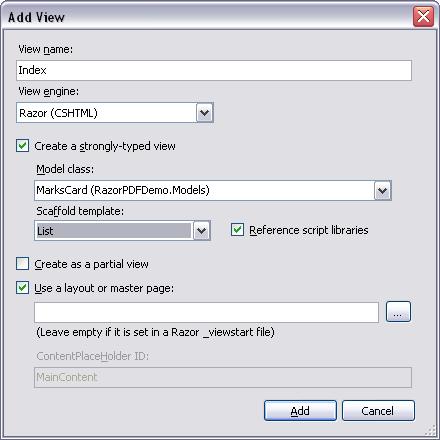 Add View
View name:
Index
View engine:
Razor (CSHTML)
Create a strongly-typed view
Model class:
MarksCard (RazorPDFDemo.Models)
Scaffold template:
List
Reference script libraries
Create as a partial view
Use a layout or master page:
...
(Leave empty if it is set in a Razor _viewstart file)
ContentPlaceHolder ID:
MainContent
Add
Cancel